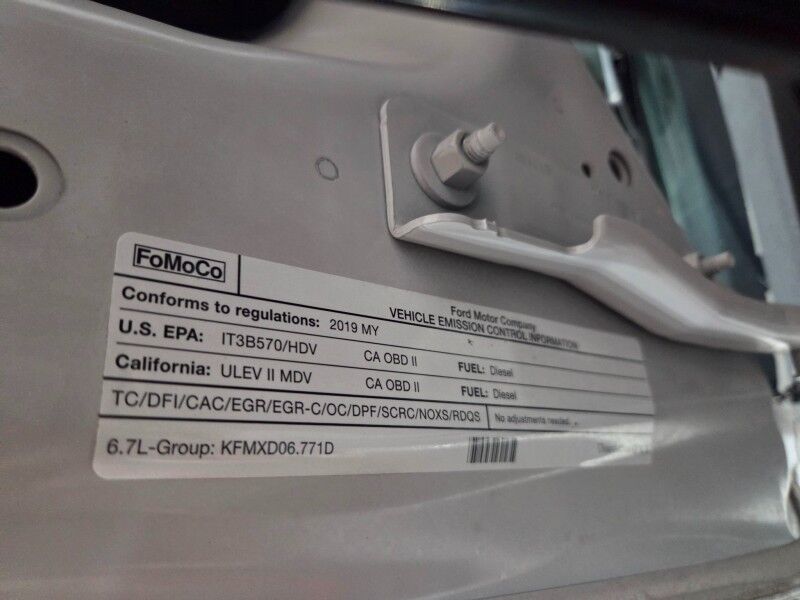 FoMoCo
Ford Motor Company
VEHICLE EMISSION CONTROL INFORMATION
Conforms to regulations: 2019 MY
U.S. EPA: IT3B570/HDV CA OBD II FUEL: Diesel
California: ULEV II MDV CA OBD II FUEL: Diesel
TC/DFI/CAC/EGR/EGR-C/OC/DPF/SCRC/NOXS/RDQS No adjustments needed.
6.7L-Group: KFMXD06.771D